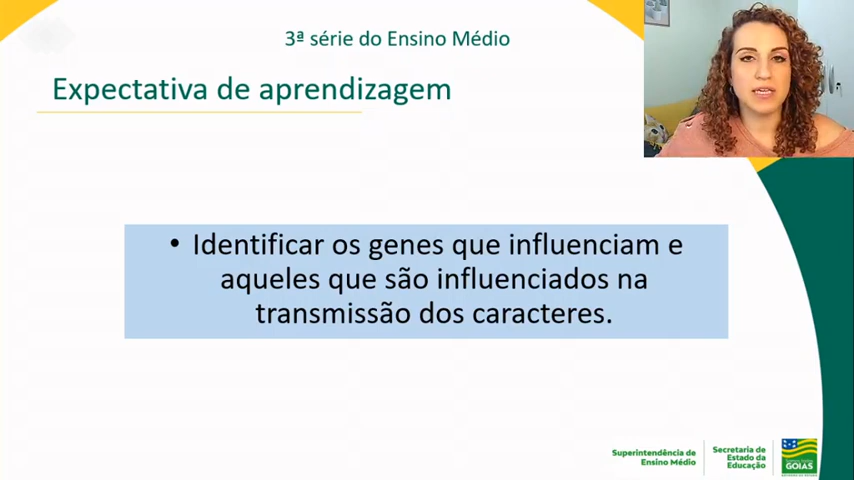 3ª série do Ensino Médio
Expectativa de aprendizagem
• Identificar os genes que influenciam e
aqueles que são influenciados na
transmissão dos caracteres.
Superintendência de
Ensino Médio
Secretaria de
Estado da
Educação
GOIÁS